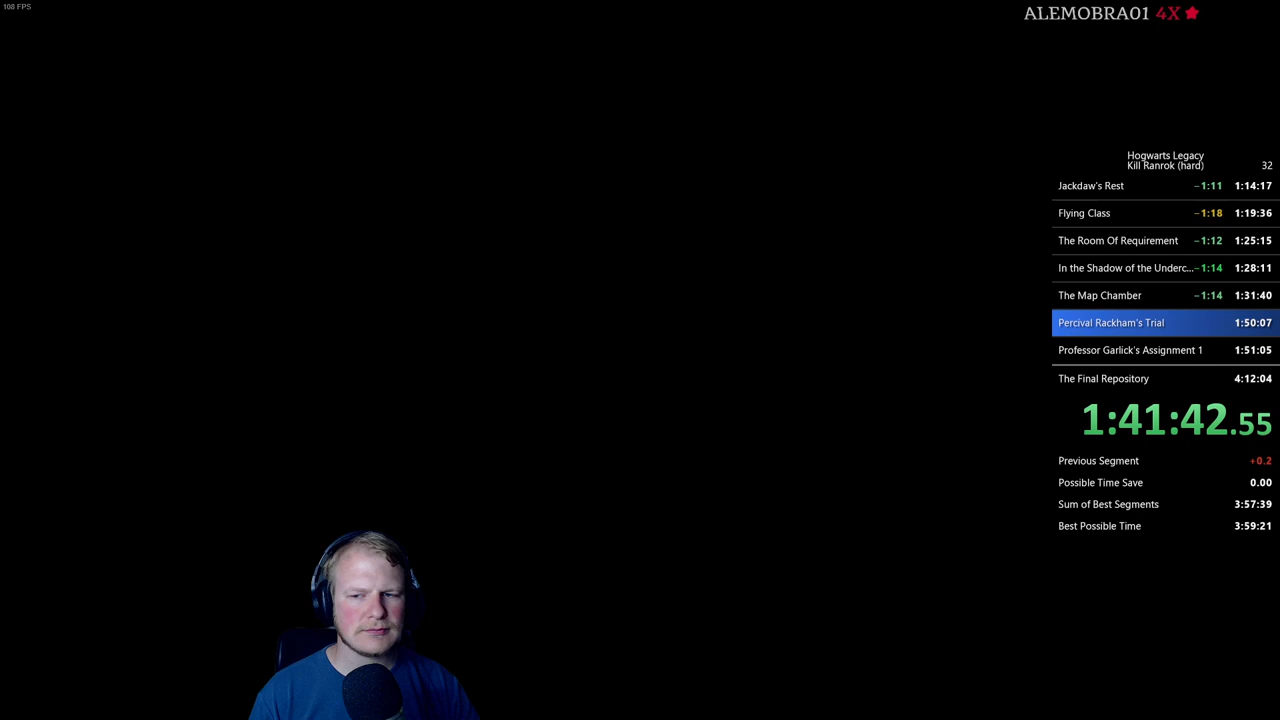 108 FPS
ALEMOBRA01 4X
Hogwarts Legacy
Kill Ranrok (hard) 32
Jackdaw's Rest −1:11 1:14:17
Flying Class −1:18 1:19:36
The Room Of Requirement −1:12 1:25:15
In the Shadow of the Underc... −1:14 1:28:11
The Map Chamber −1:14 1:31:40
Percival Rackham's Trial 1:50:07
Professor Garlick's Assignment 1 1:51:05
The Final Repository 4:12:04
1:41:42.55
Previous Segment +0.2
Possible Time Save 0.00
Sum of Best Segments 3:57:39
Best Possible Time 3:59:21